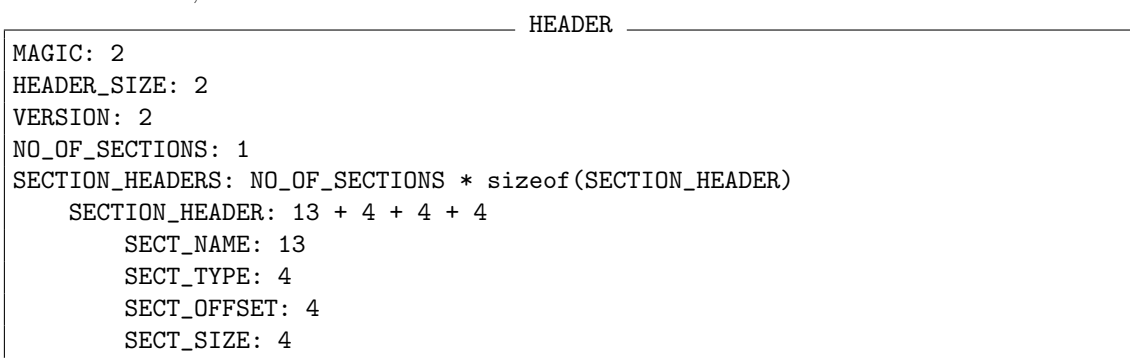 HEADER
MAGIC: 2
HEADER_SIZE: 2
VERSION: 2
NO_OF_SECTIONS: 1
SECTION_HEADERS: NO_OF_SECTIONS * sizeof(SECTION_HEADER)
SECTION_HEADER: 13 + 4 + 4 + 4
SECT_NAME: 13
SECT_TYPE: 4
SECT_OFFSET: 4
SECT_SIZE: 4